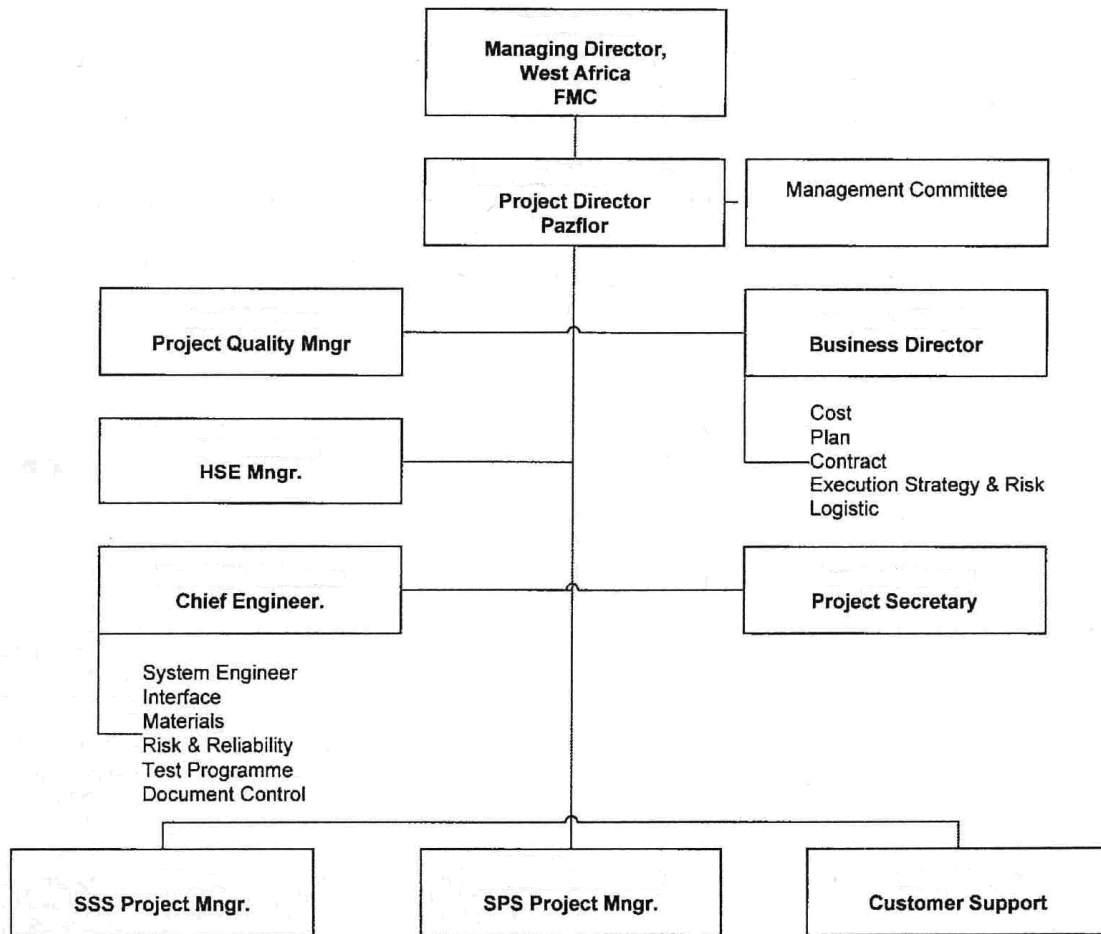 Managing Director,
West Africa
FMC
Project Director
Pazflor
Management Committee
Project Quality Mngr
Business Director
Cost
Plan
Contract
Execution Strategy & Risk
Logistic
HSE Mngr.
Chief Engineer.
Project Secretary
System Engineer
Interface
Materials
Risk & Reliability
Test Programme
Document Control
SSS Project Mngr.
SPS Project Mngr.
Customer Support